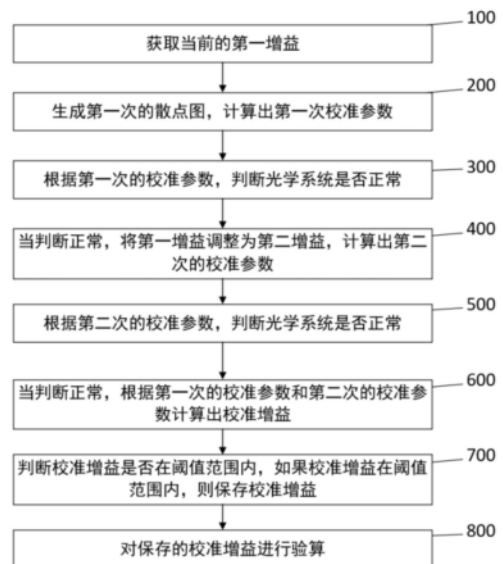 100
获取当前的第一增益
200
生成第一次的散点图，计算出第一次校准参数
300
根据第一次的校准参数，判断光学系统是否正常
400
当判断正常，将第一增益调整为第二增益，计算出第二
次的校准参数
500
根据第二次的校准参数，判断光学系统是否正常
600
当判断正常，根据第一次的校准参数和第二次的校准参
数计算出校准增益
700
判断校准增益是否在阈值范围内，如果校准增益在阈值
范围内，则保存校准增益
800
对保存的校准增益进行验算